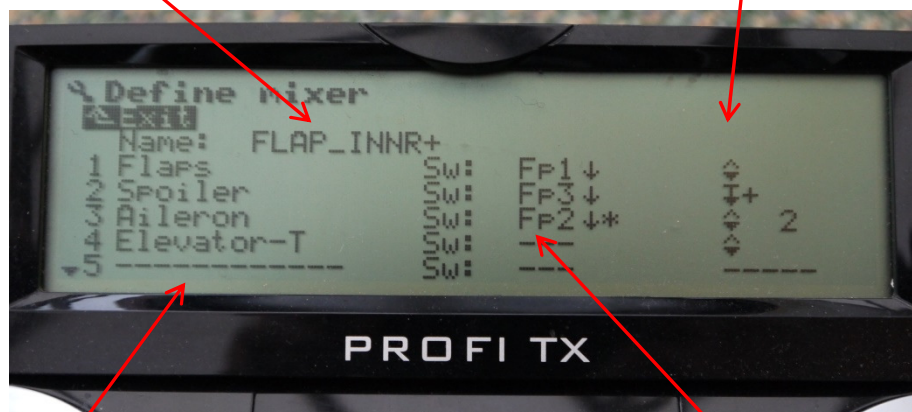 Define mixer
Exit
Name: FLAP_INNR+
1 Flaps Sw: Fp1↓
2 Spoiler Sw: Fp3↓ +
3 Aileron Sw: Fp2↓* 2
4 Elevator-T Sw: ---
5 ------------- Sw: --- -----
PROFI TX